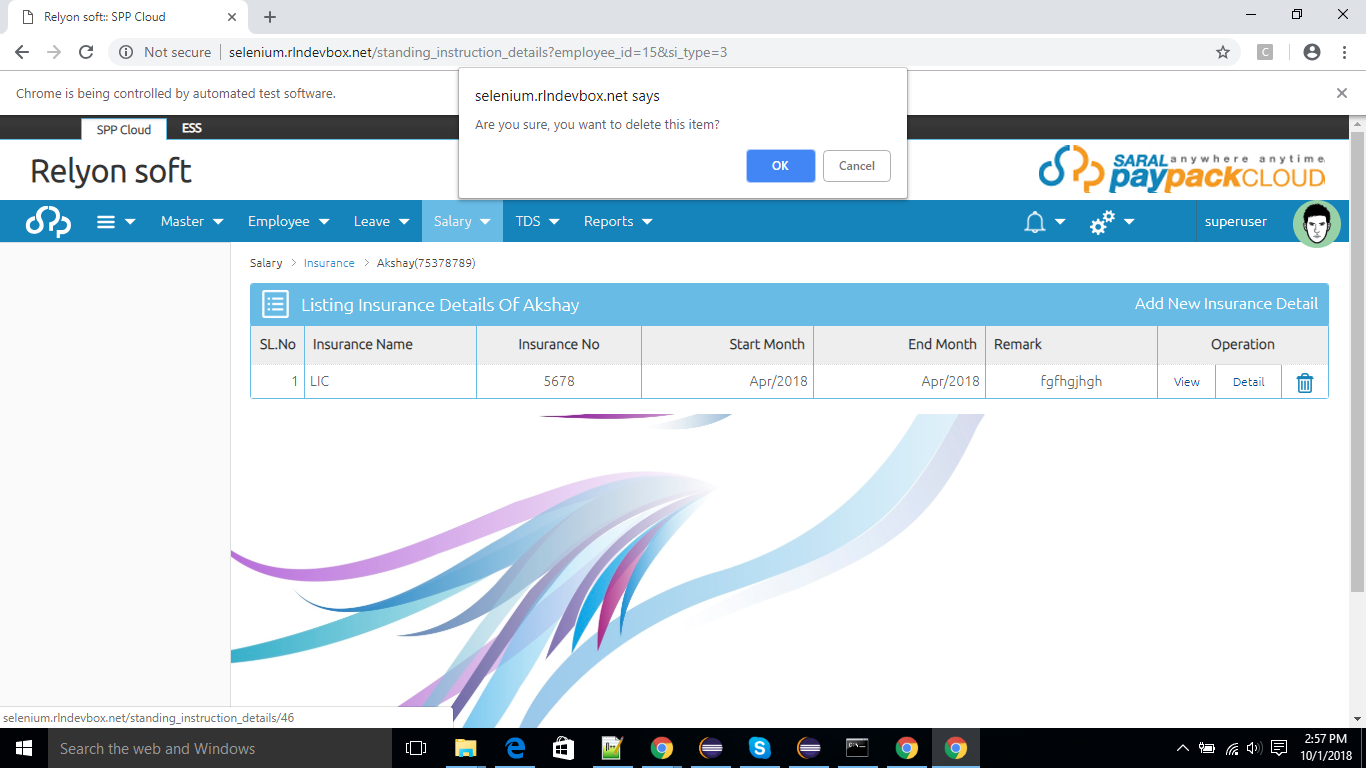 Relyon soft:: SPP Cloud
Not secure selenium.rlndevbox.net/standing_instruction_details?employee_id=15&si_type=3
C
Chrome is being controlled by automated test software.
selenium.rlndevbox.net says
Are you sure, you want to delete this item?
OK Cancel
SPP Cloud ESS
Relyon soft
SARAL anywhere anytime
paypackCLOUD
Master Employee Leave Salary TDS Reports superuser
Salary > Insurance > Akshay(75378789)
Listing Insurance Details Of Akshay Add New Insurance Detail
SL.No Insurance Name Insurance No Start Month End Month Remark Operation
1 LIC 5678 Apr/2018 Apr/2018 fgfhgjhgh View Detail
selenium.rlndevbox.net/standing_instruction_details/46
Search the web and Windows
2:57 PM
10/1/2018